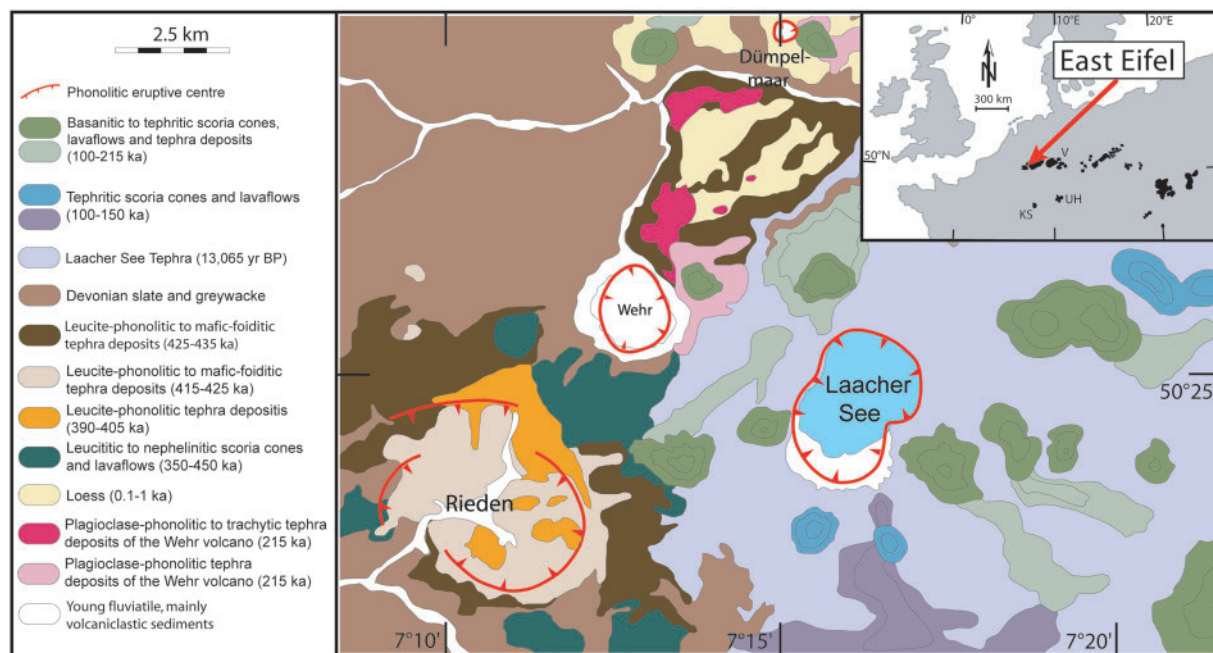 2.5 km
Phonolitic eruptive centre
Basanitic to tephritic scoria cones,
lavaflows and tephra deposits
(100-215 ka)
Tephritic scoria cones and lavaflows
(100-150 ka)
Laacher See Tephra (13,065 yr BP)
Devonian slate and greywacke
Leucite-phonolitic to mafic-foiditic
tephra deposits (425-435 ka)
Leucite-phonolitic to mafic-foiditic
tephra deposits (415-425 ka)
Leucite-phonolitic tephra depositis
(390-405 ka)
Leucititic to nephelinitic scoria cones
and lavaflows (350-450 ka)
Loess (0.1-1 ka)
Plagioclase-phonolitic to trachytic tephra
deposits of the Wehr volcano (215 ka)
Plagioclase-phonolitic tephra
deposits of the Wehr volcano (215 ka)
Young fluviatile, mainly
volcaniclastic sediments
Dümpel-
maar
Wehr
Laacher
See
Rieden
50°25
7°10'
7°15'
7°20'
0°
10°E
20°E
East Eifel
N
300 km
50°N
V
UH
KS